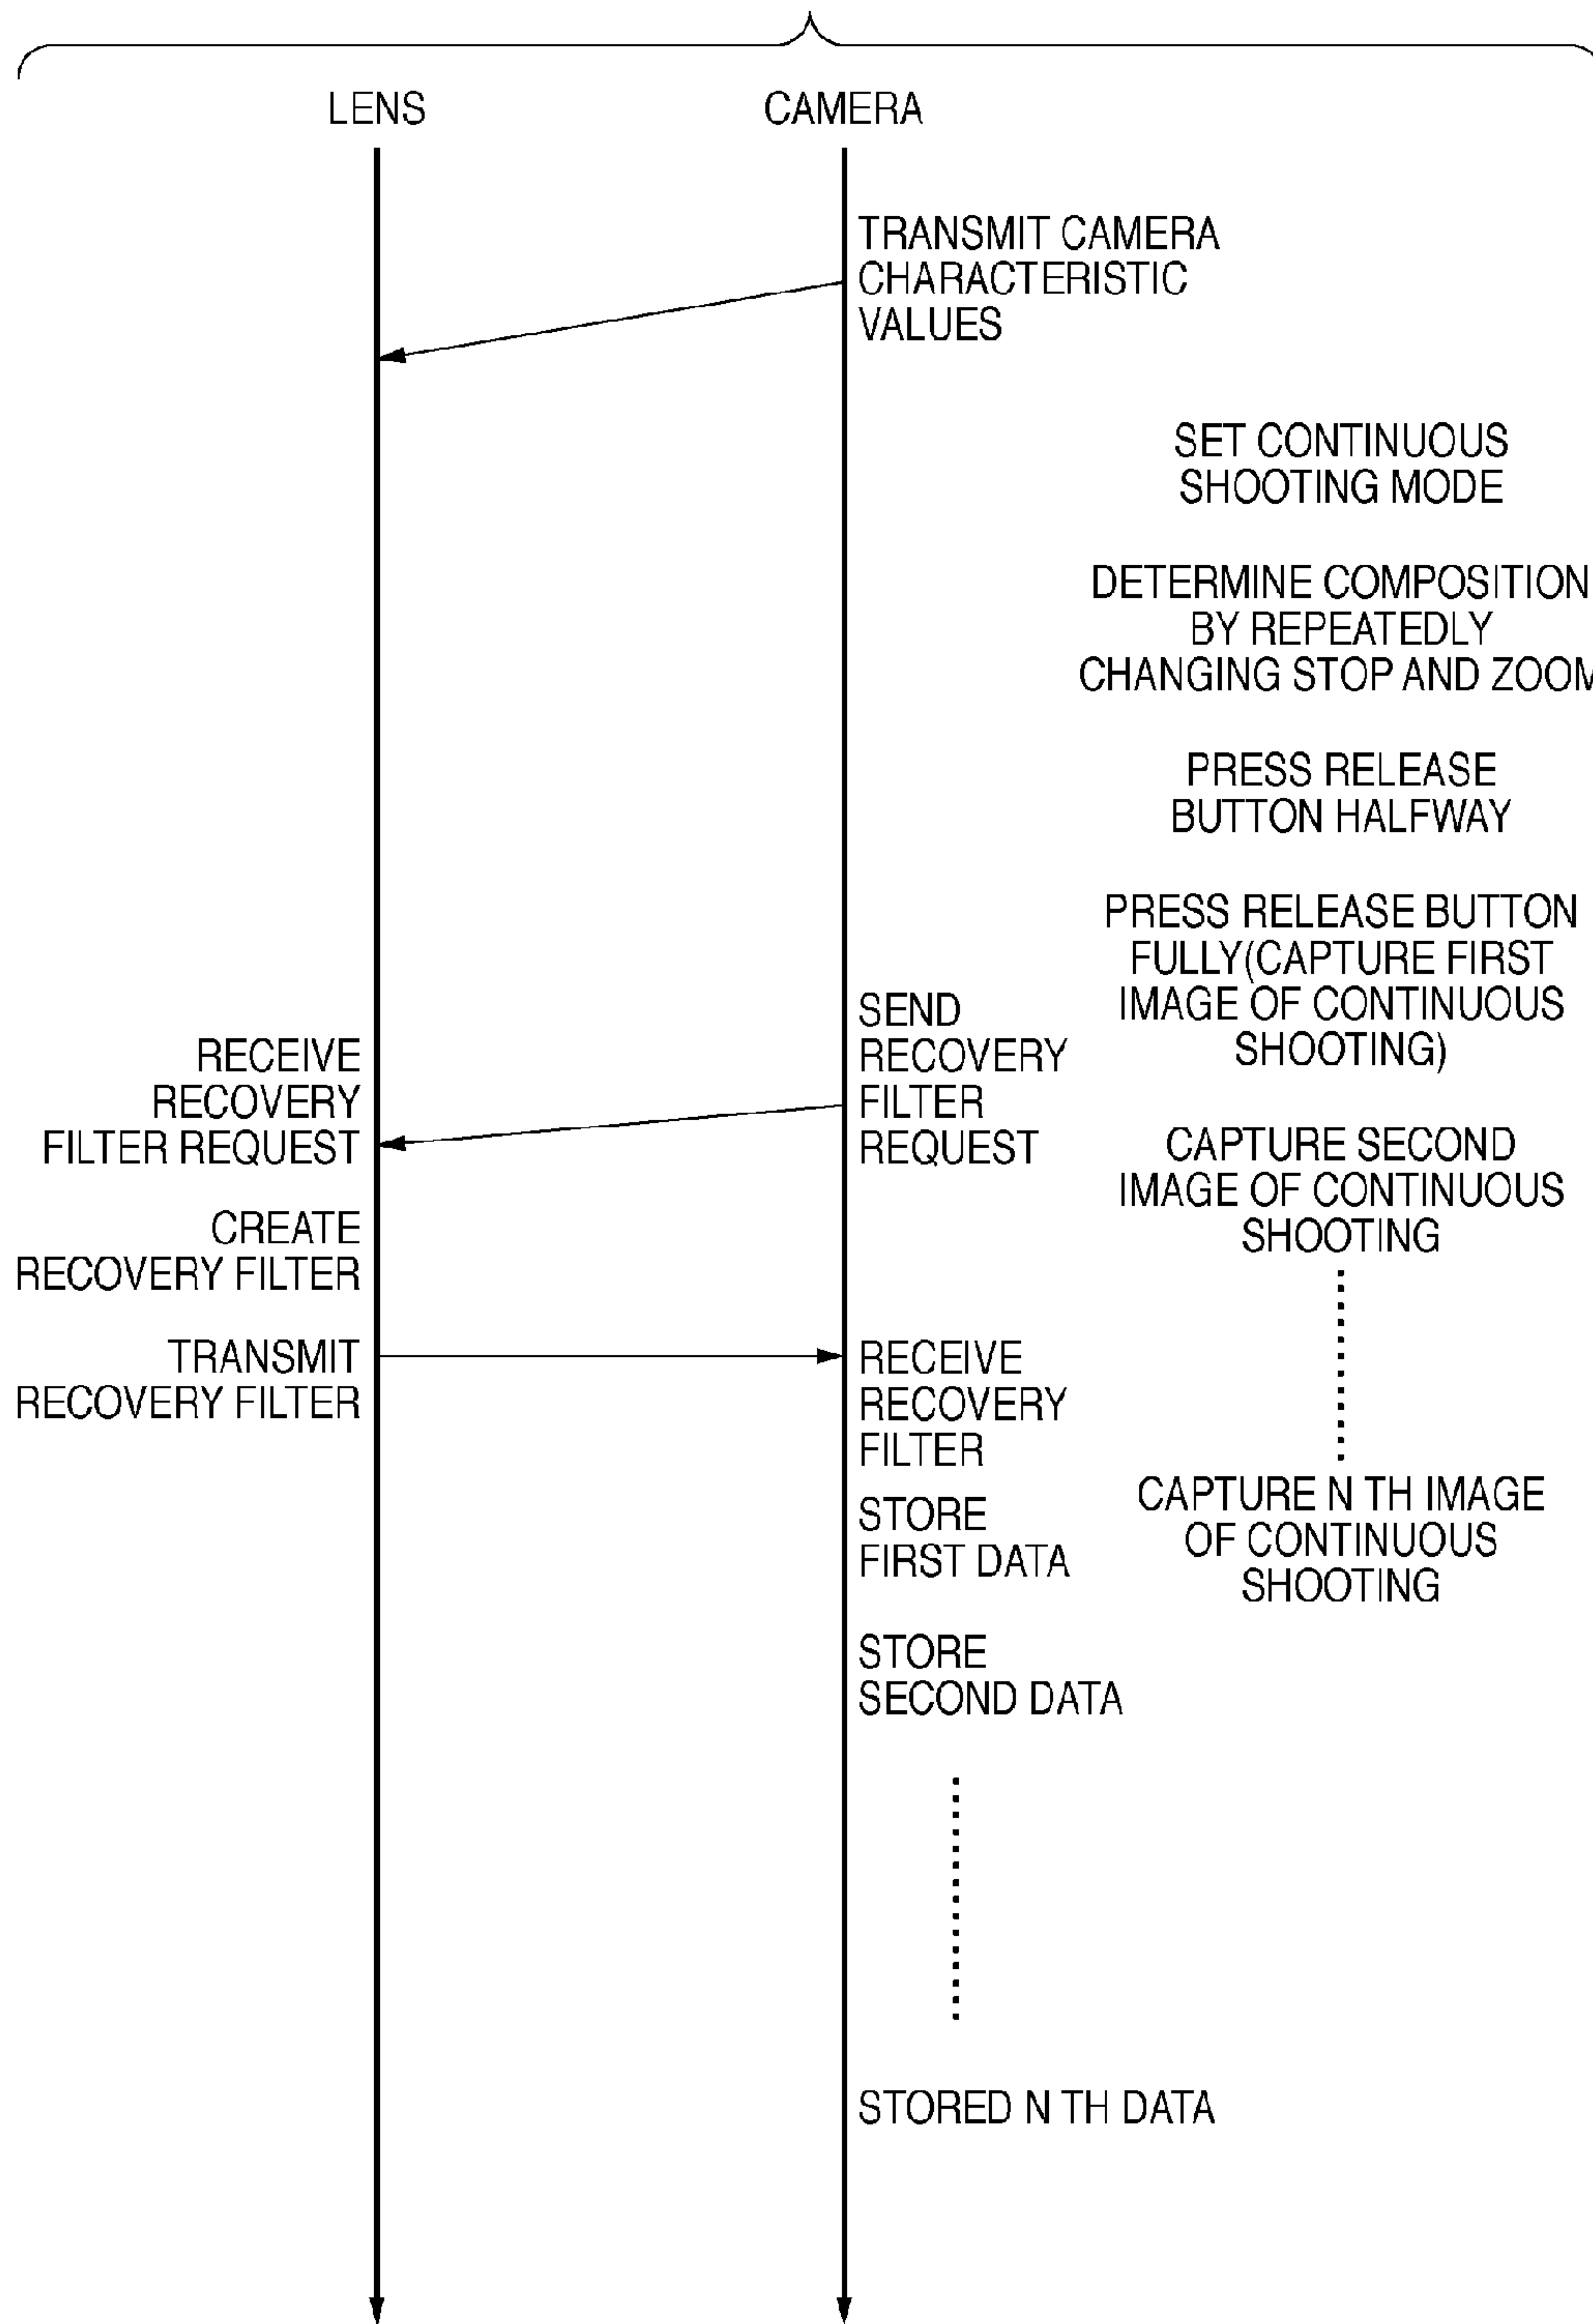 LENS
CAMERA
TRANSMIT CAMERA
CHARACTERISTIC
VALUES
SET CONTINUOUS
SHOOTING MODE
DETERMINE COMPOSITION
BY REPEATEDLY
CHANGING STOP AND ZOOM
PRESS RELEASE
BUTTON HALFWAY
PRESS RELEASE BUTTON
FULLY(CAPTURE FIRST
IMAGE OF CONTINUOUS
SHOOTING)
SEND
RECOVERY
FILTER
REQUEST
RECEIVE
RECOVERY
FILTER REQUEST
CAPTURE SECOND
IMAGE OF CONTINUOUS
SHOOTING
CREATE
RECOVERY FILTER
TRANSMIT
RECOVERY FILTER
RECEIVE
RECOVERY
FILTER
CAPTURE N TH IMAGE
OF CONTINUOUS
SHOOTING
STORE
FIRST DATA
STORE
SECOND DATA
STORED N TH DATA